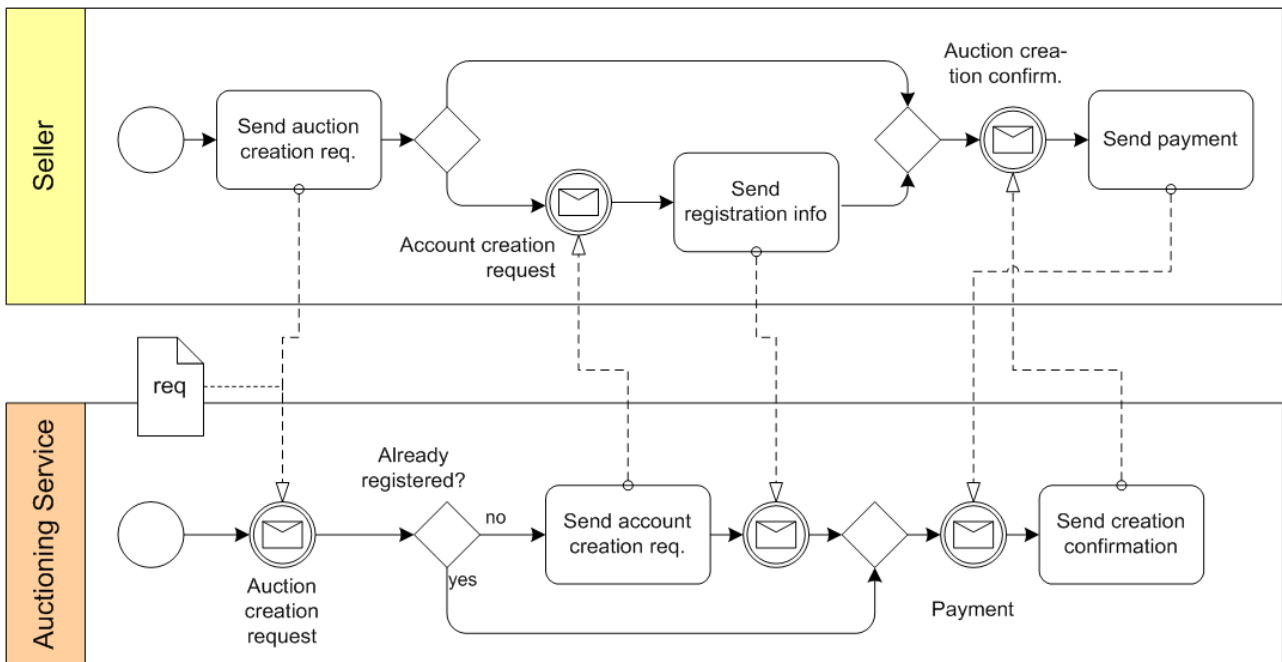 Seller
Send auction
creation req.
Account creation
request
Send
registration info
Auction crea-
tion confirm.
Send payment
req
Auctioning Service
Auction
creation
request
Already
registered?
no
yes
Send account
creation req.
Payment
Send creation
confirmation